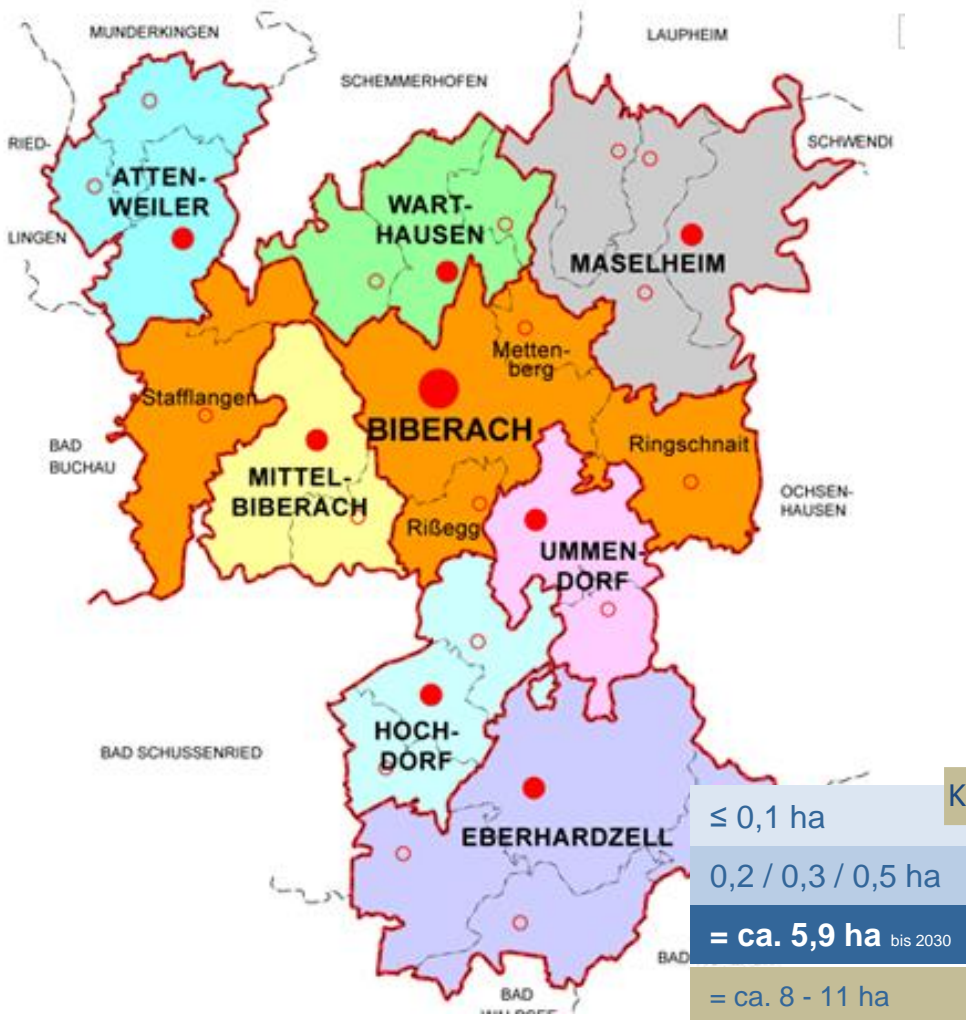 MUNDERKINGEN
LAUPHEIM
SCHEMMERHOFEN
RIED-
LINGEN
SCHWENDI
ATTEN-
WEILER
WART-
HAUSEN
MASELHEIM
Metten-
berg
Stafflangen
BIBERACH
Ringschnait
BAD
BUCHAU
MITTEL-
BIBERACH
Rißegg
OCHSEN-
HAUSEN
UMMEN-
DORF
HOCH-
DORF
BAD SCHUSSENRIED
EBERHARDZELL
K
≤ 0,1 ha
0,2 / 0,3 / 0,5 ha
= ca. 5,9 ha bis 2030
= ca. 8 - 11 ha
BAD
BAD